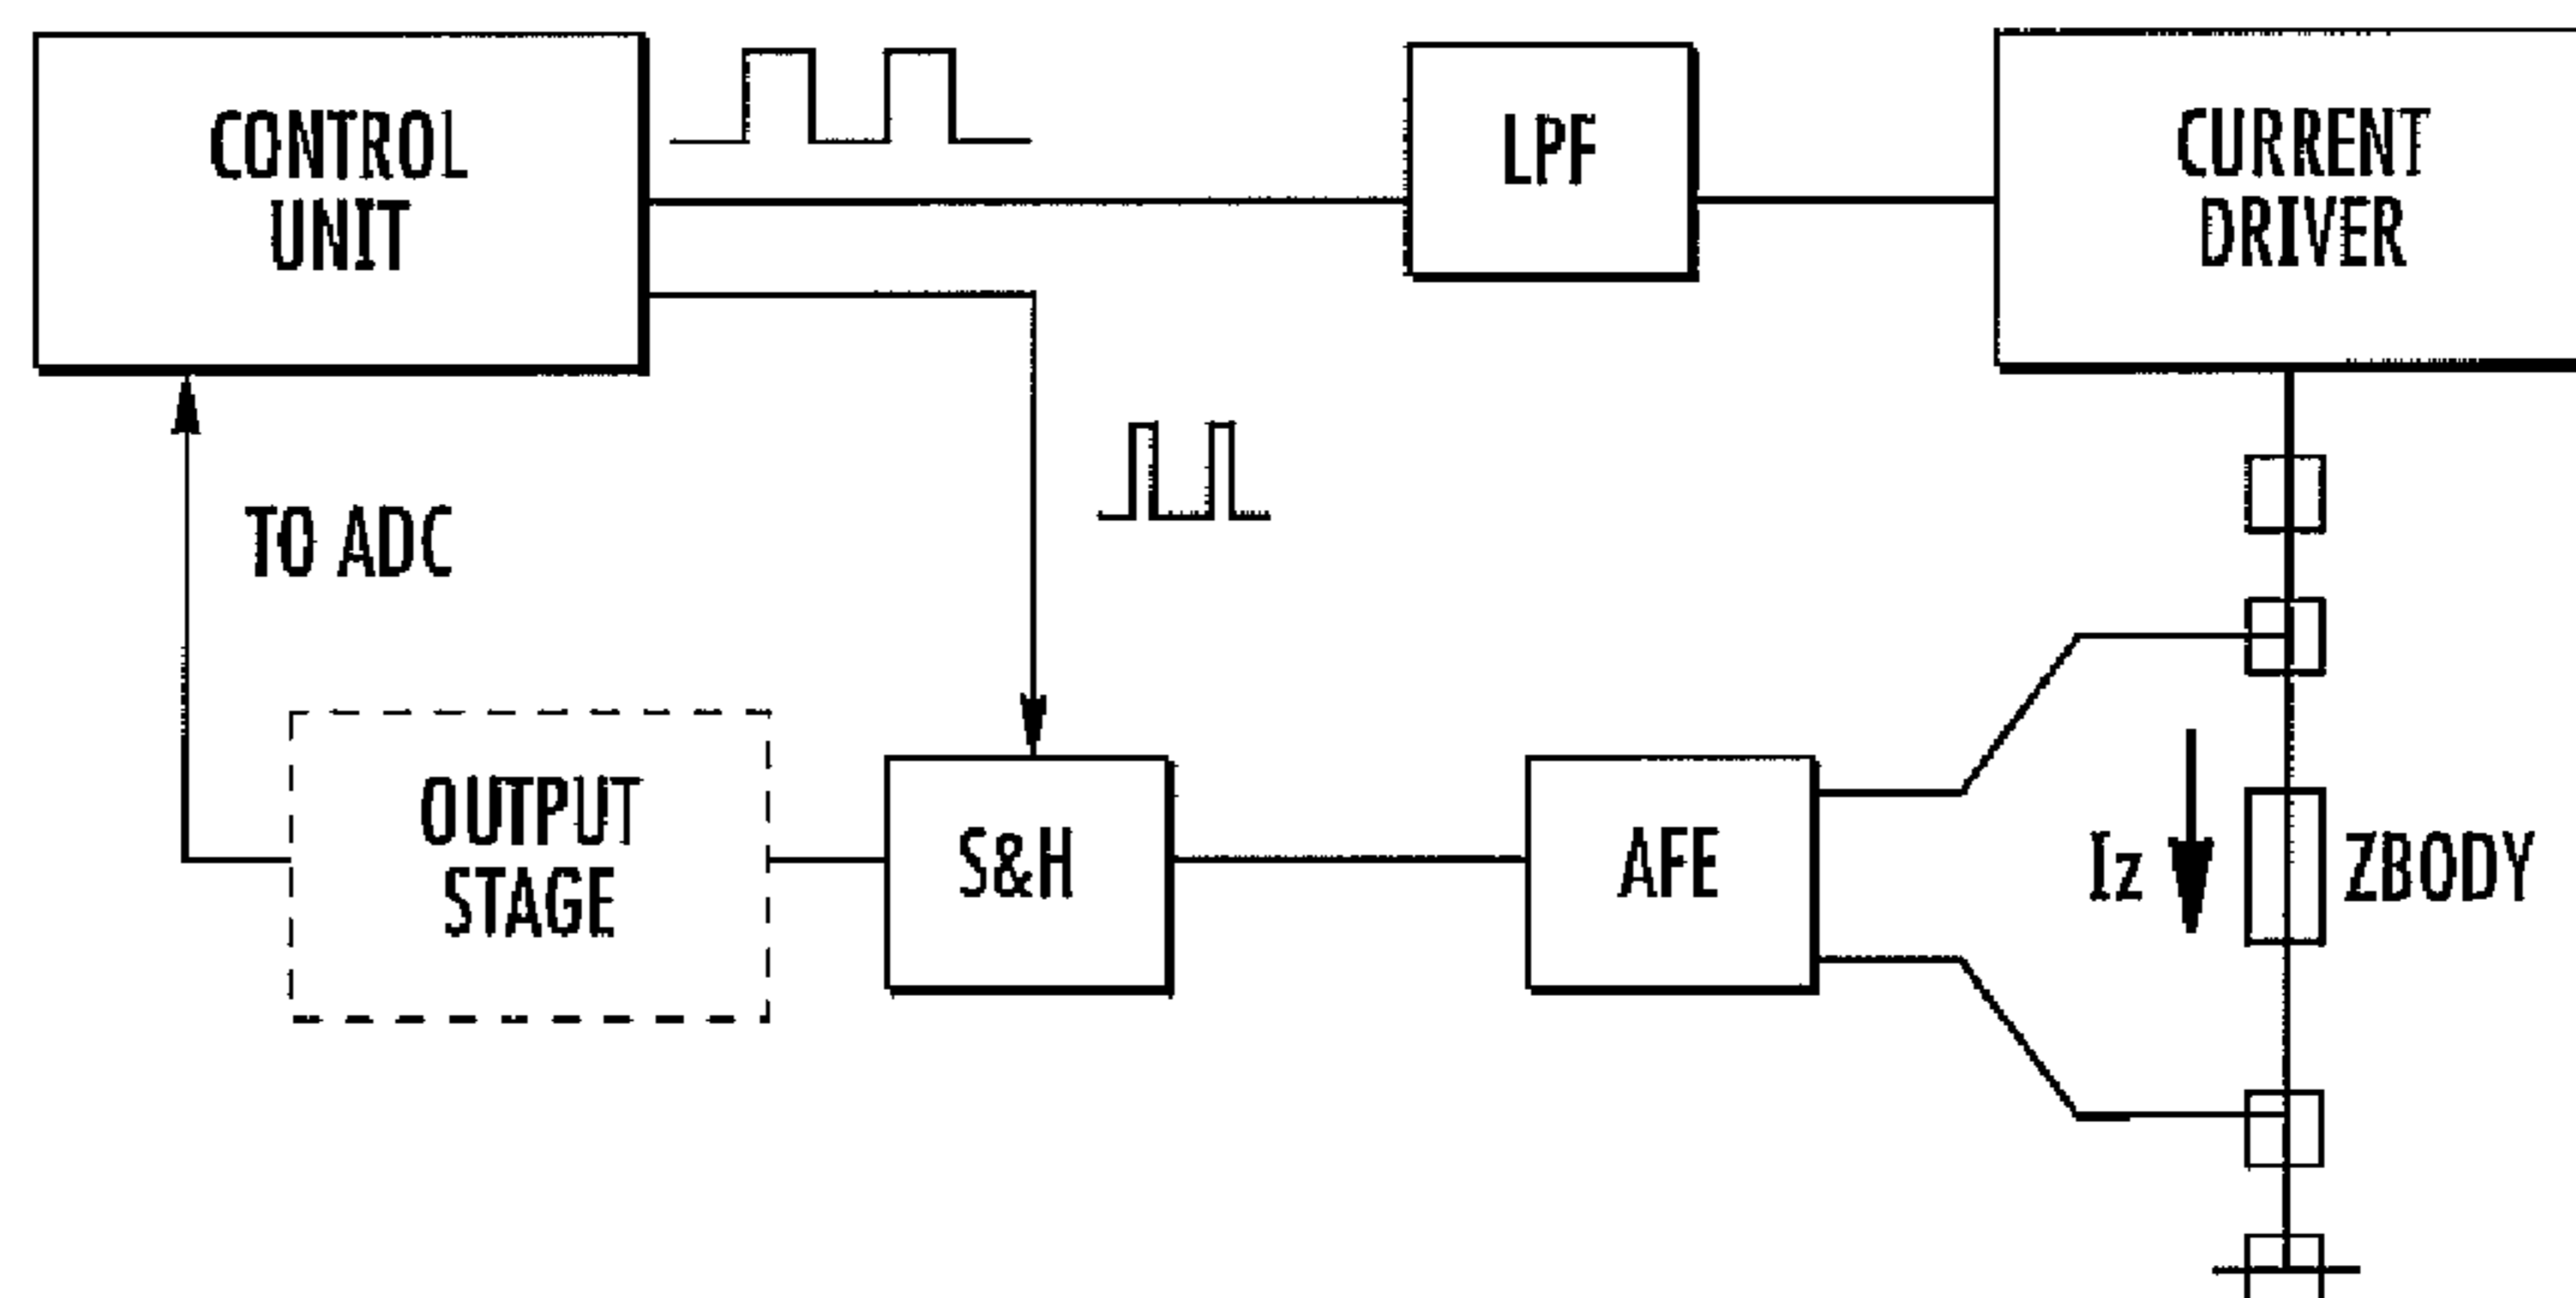 CONTROL
UNIT
LPF
CURRENT
DRIVER
TO ADC
OUTPUT
STAGE
S&H
AFE
Iz
ZBODY